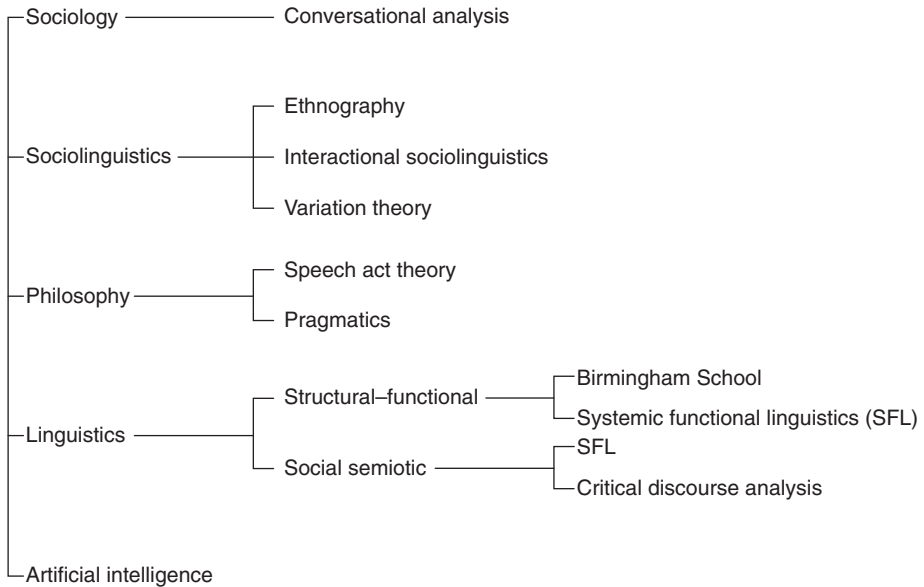 Sociology
Conversational analysis
Sociolinguistics
Ethnography
Interactional sociolinguistics
Variation theory
Philosophy
Speech act theory
Pragmatics
Linguistics
Structural–functional
Birmingham School
Systemic functional linguistics (SFL)
Social semiotic
SFL
Critical discourse analysis
Artificial intelligence